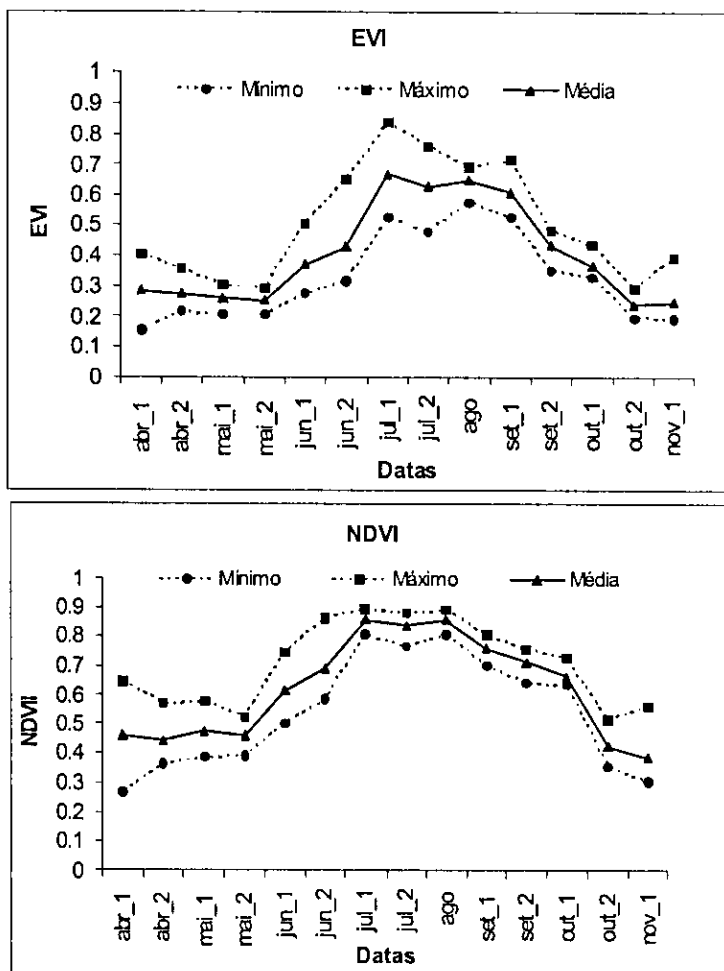 EVI
1
0.9
0.8
0.7
0.6
0.5
0.4
0.3
0.2
0.1
0
EVI
Mínimo Máximo Média
abr_1 abr_2 mai_1 mai_2 jun_1 jun_2 jul_1 jul_2 ago set_1 set_2 out_1 out_2 nov_1
Datas
NDVI
1
0.9
0.8
0.7
0.6
0.5
0.4
0.3
0.2
0.1
0
NDVII
Mínimo Máximo Média
abr_1 abr_2 mai_1 mai_2 jun_1 jun_2 jul_1 jul_2 ago set_1 set_2 out_1 out_2 nov_1
Datas